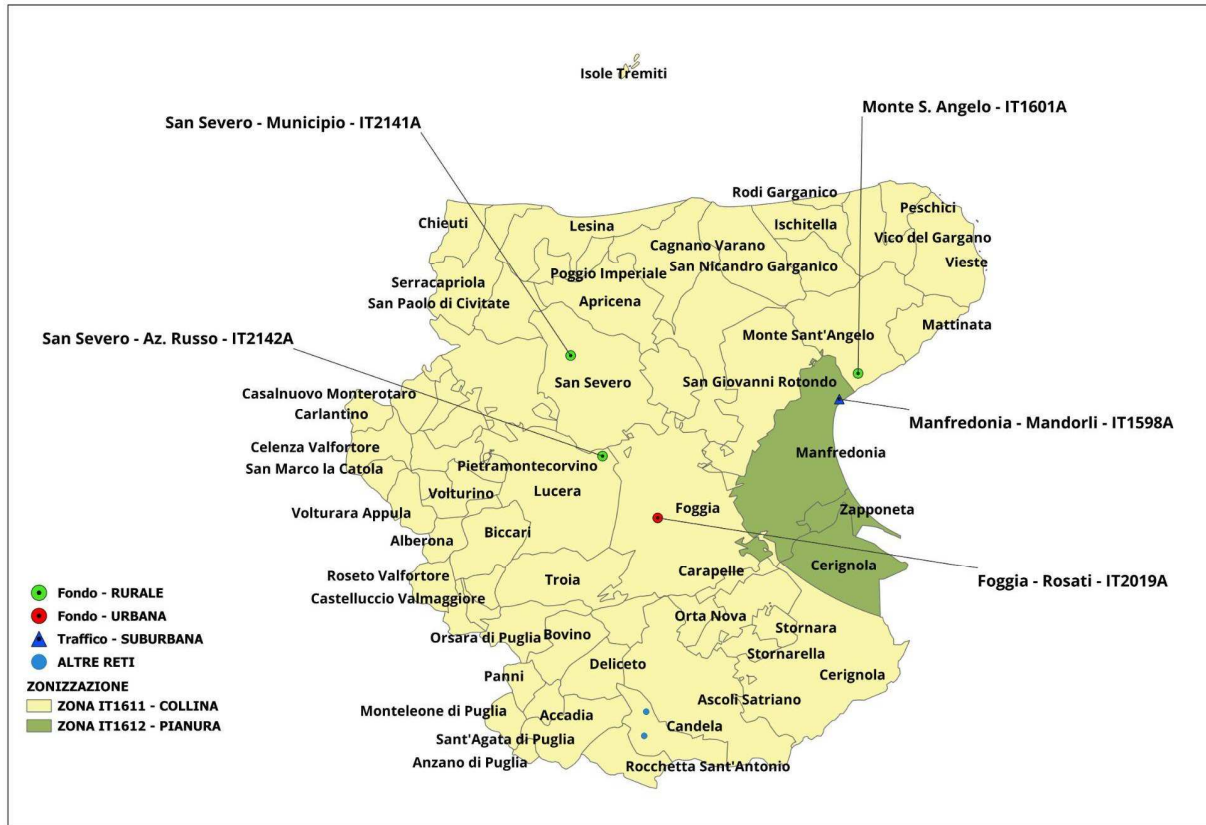 Isole Tremiti
San Severo - Municipio - IT2141A
Monte S. Angelo - IT1601A
Rodi Garganico
Peschici
Chieuti
Lesina
Ischitella
Cagnano Varano
Vico del Gargano
San Nicandro Garganico
Vieste
Poggio Imperiale
Serracapriola
San Paolo di Civitate
Apricena
Mattinata
Monte Sant'Angelo
San Severo - Az. Russo - IT2142A
San Severo
San Giovanni Rotondo
Casalnuovo Monterotaro
Carlantino
Manfredonia - Mandorli - IT1598A
Celenza Valfortore
Manfredonia
San Marco la Catola
Pietramontecorvino
Volturino
Lucera
Foggia
Zapponeta
Volturara Appula
Biccari
Alberona
Cerignola
Roseto Valfortore
Troia
Carapelle
Foggia - Rosati - IT2019A
Castelluccio Valmaggiore
Orta Nova
Stornara
Orsara di Puglia
Bovino
Stornarella
Deliceto
Cerignola
Panni
Ascoli Satriano
Monteleone di Puglia
Accadia
Candela
Sant'Agata di Puglia
Anzano di Puglia
Rocchetta Sant'Antonio
Fondo - RURALE
Fondo - URBANA
Traffico - SUBURBANA
ALTRE RETI
ZONIZZAZIONE
ZONA IT1611 - COLLINA
ZONA IT1612 - PIANURA